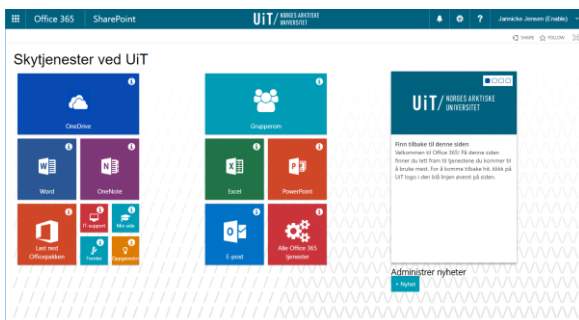 Office 365
SharePoint
UiT / NORGES ARKTISKE
UNIVERSITET
?
Jannicke Jensen (Enable)
SHARE
FOLLOW
Skytjenester ved UiT
OneDrive
Grupperom
Word
OneNote
Excel
PowerPoint
Last ned
Officepakken
IT-support
Min side
E-post
Alle Office 365
tjenester
UiT / NORGES ARKTISKE
UNIVERSITET
Finn tilbake til denne siden
Velkommen til Office 365! På denne siden
finner du lett fram til tjenestene du kommer til
å bruke mest. For å komme tilbake hit, klikk på
UiT logo i den blå linjen øverst på siden.
Administrer nyheter
+ Nyhet